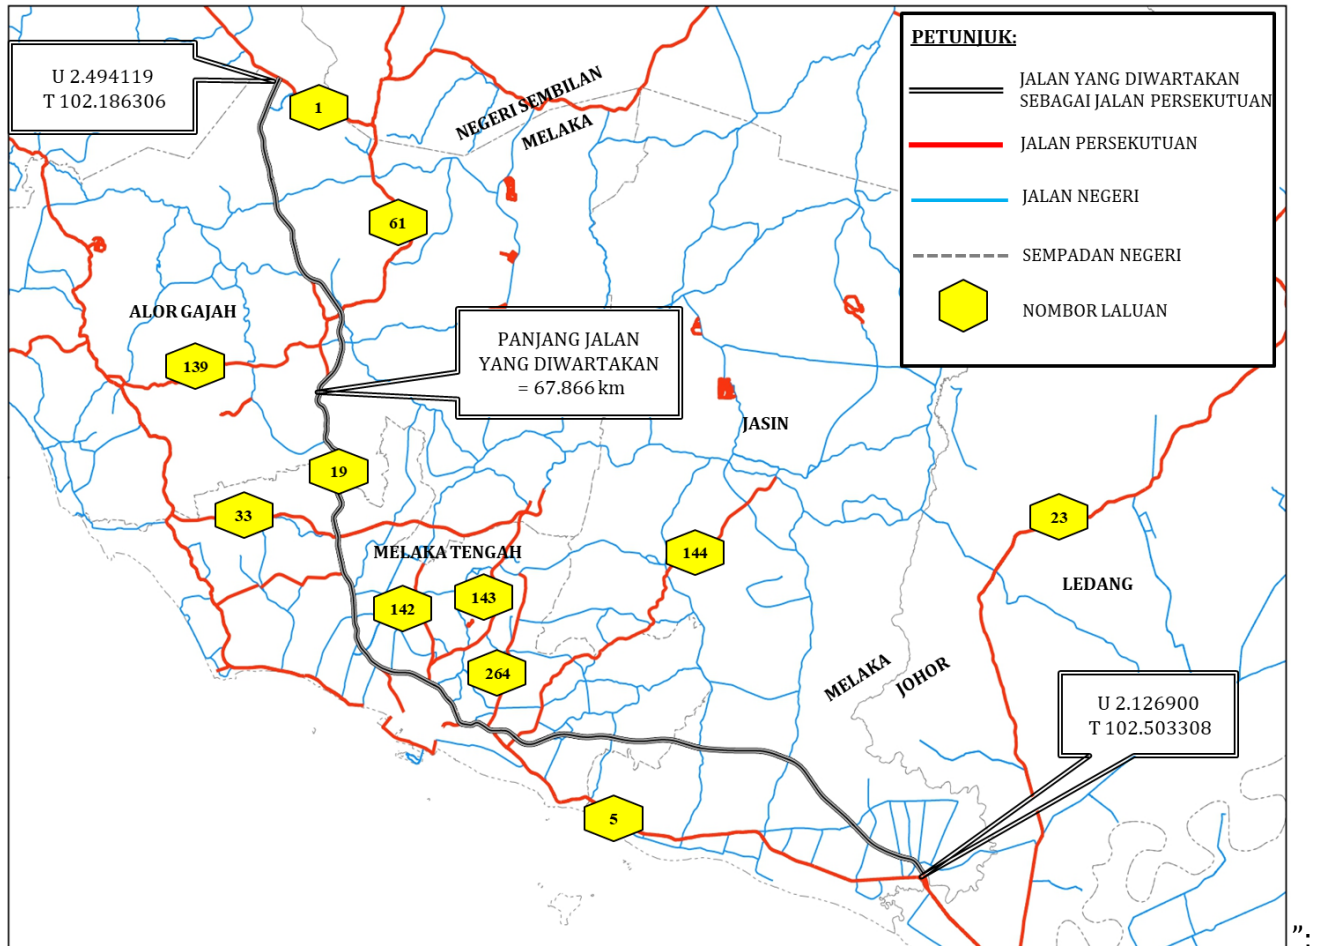 U 2.494119
T 102.186306
1
NEGERI SEMBILAN
MELAKA
61
ALOR GAJAH
139
PANJANG JALAN
YANG DIWARTAKAN
= 67.866 km
JASIN
19
33
MELAKA TENGAH
144
23
LEDANG
142
143
264
MELAKA
JOHOR
U 2.126900
T 102.503308
5
PETUNJUK:
JALAN YANG DIWARTAKAN
SEBAGAI JALAN PERSEKUTUAN
JALAN PERSEKUTUAN
JALAN NEGERI
SEMPADAN NEGERI
NOMBOR LALUAN
”;